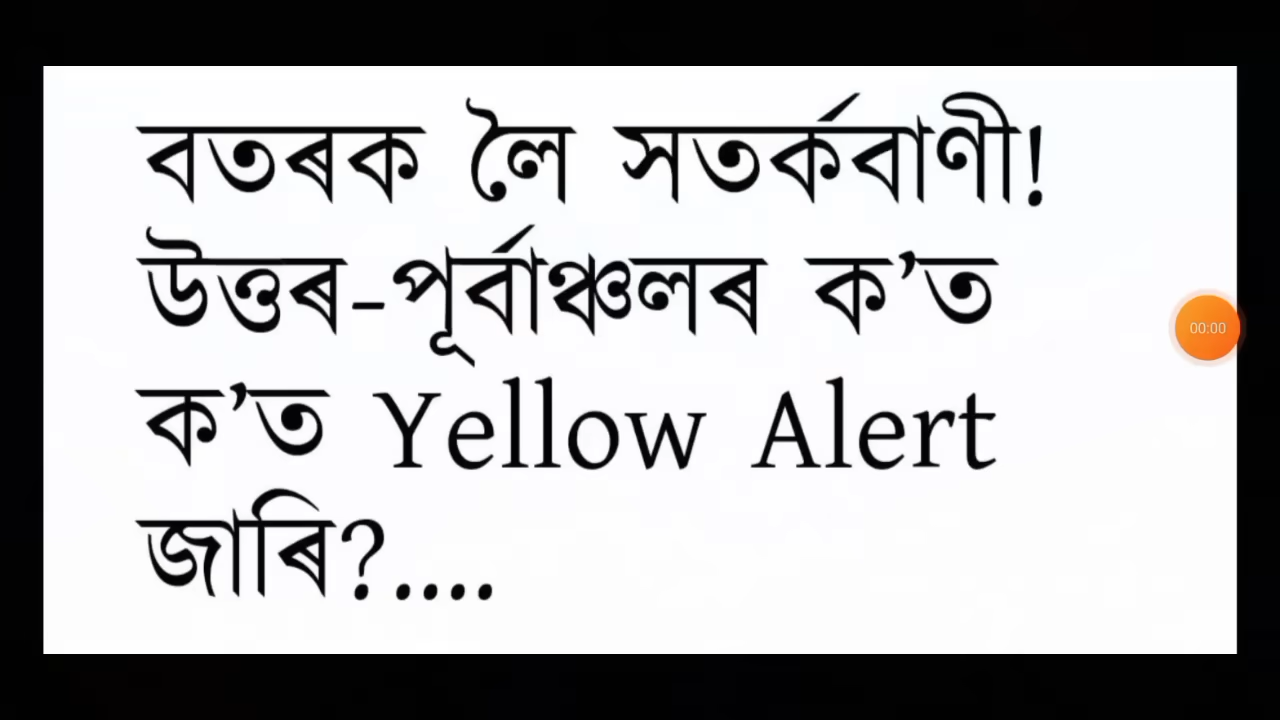 বতৰক লৈ সতৰ্কবাণী!
উত্তৰ-পূৰ্বাঞ্চলৰ ক’ত
ক’ত Yellow Alert
জাৰি?....
00:00